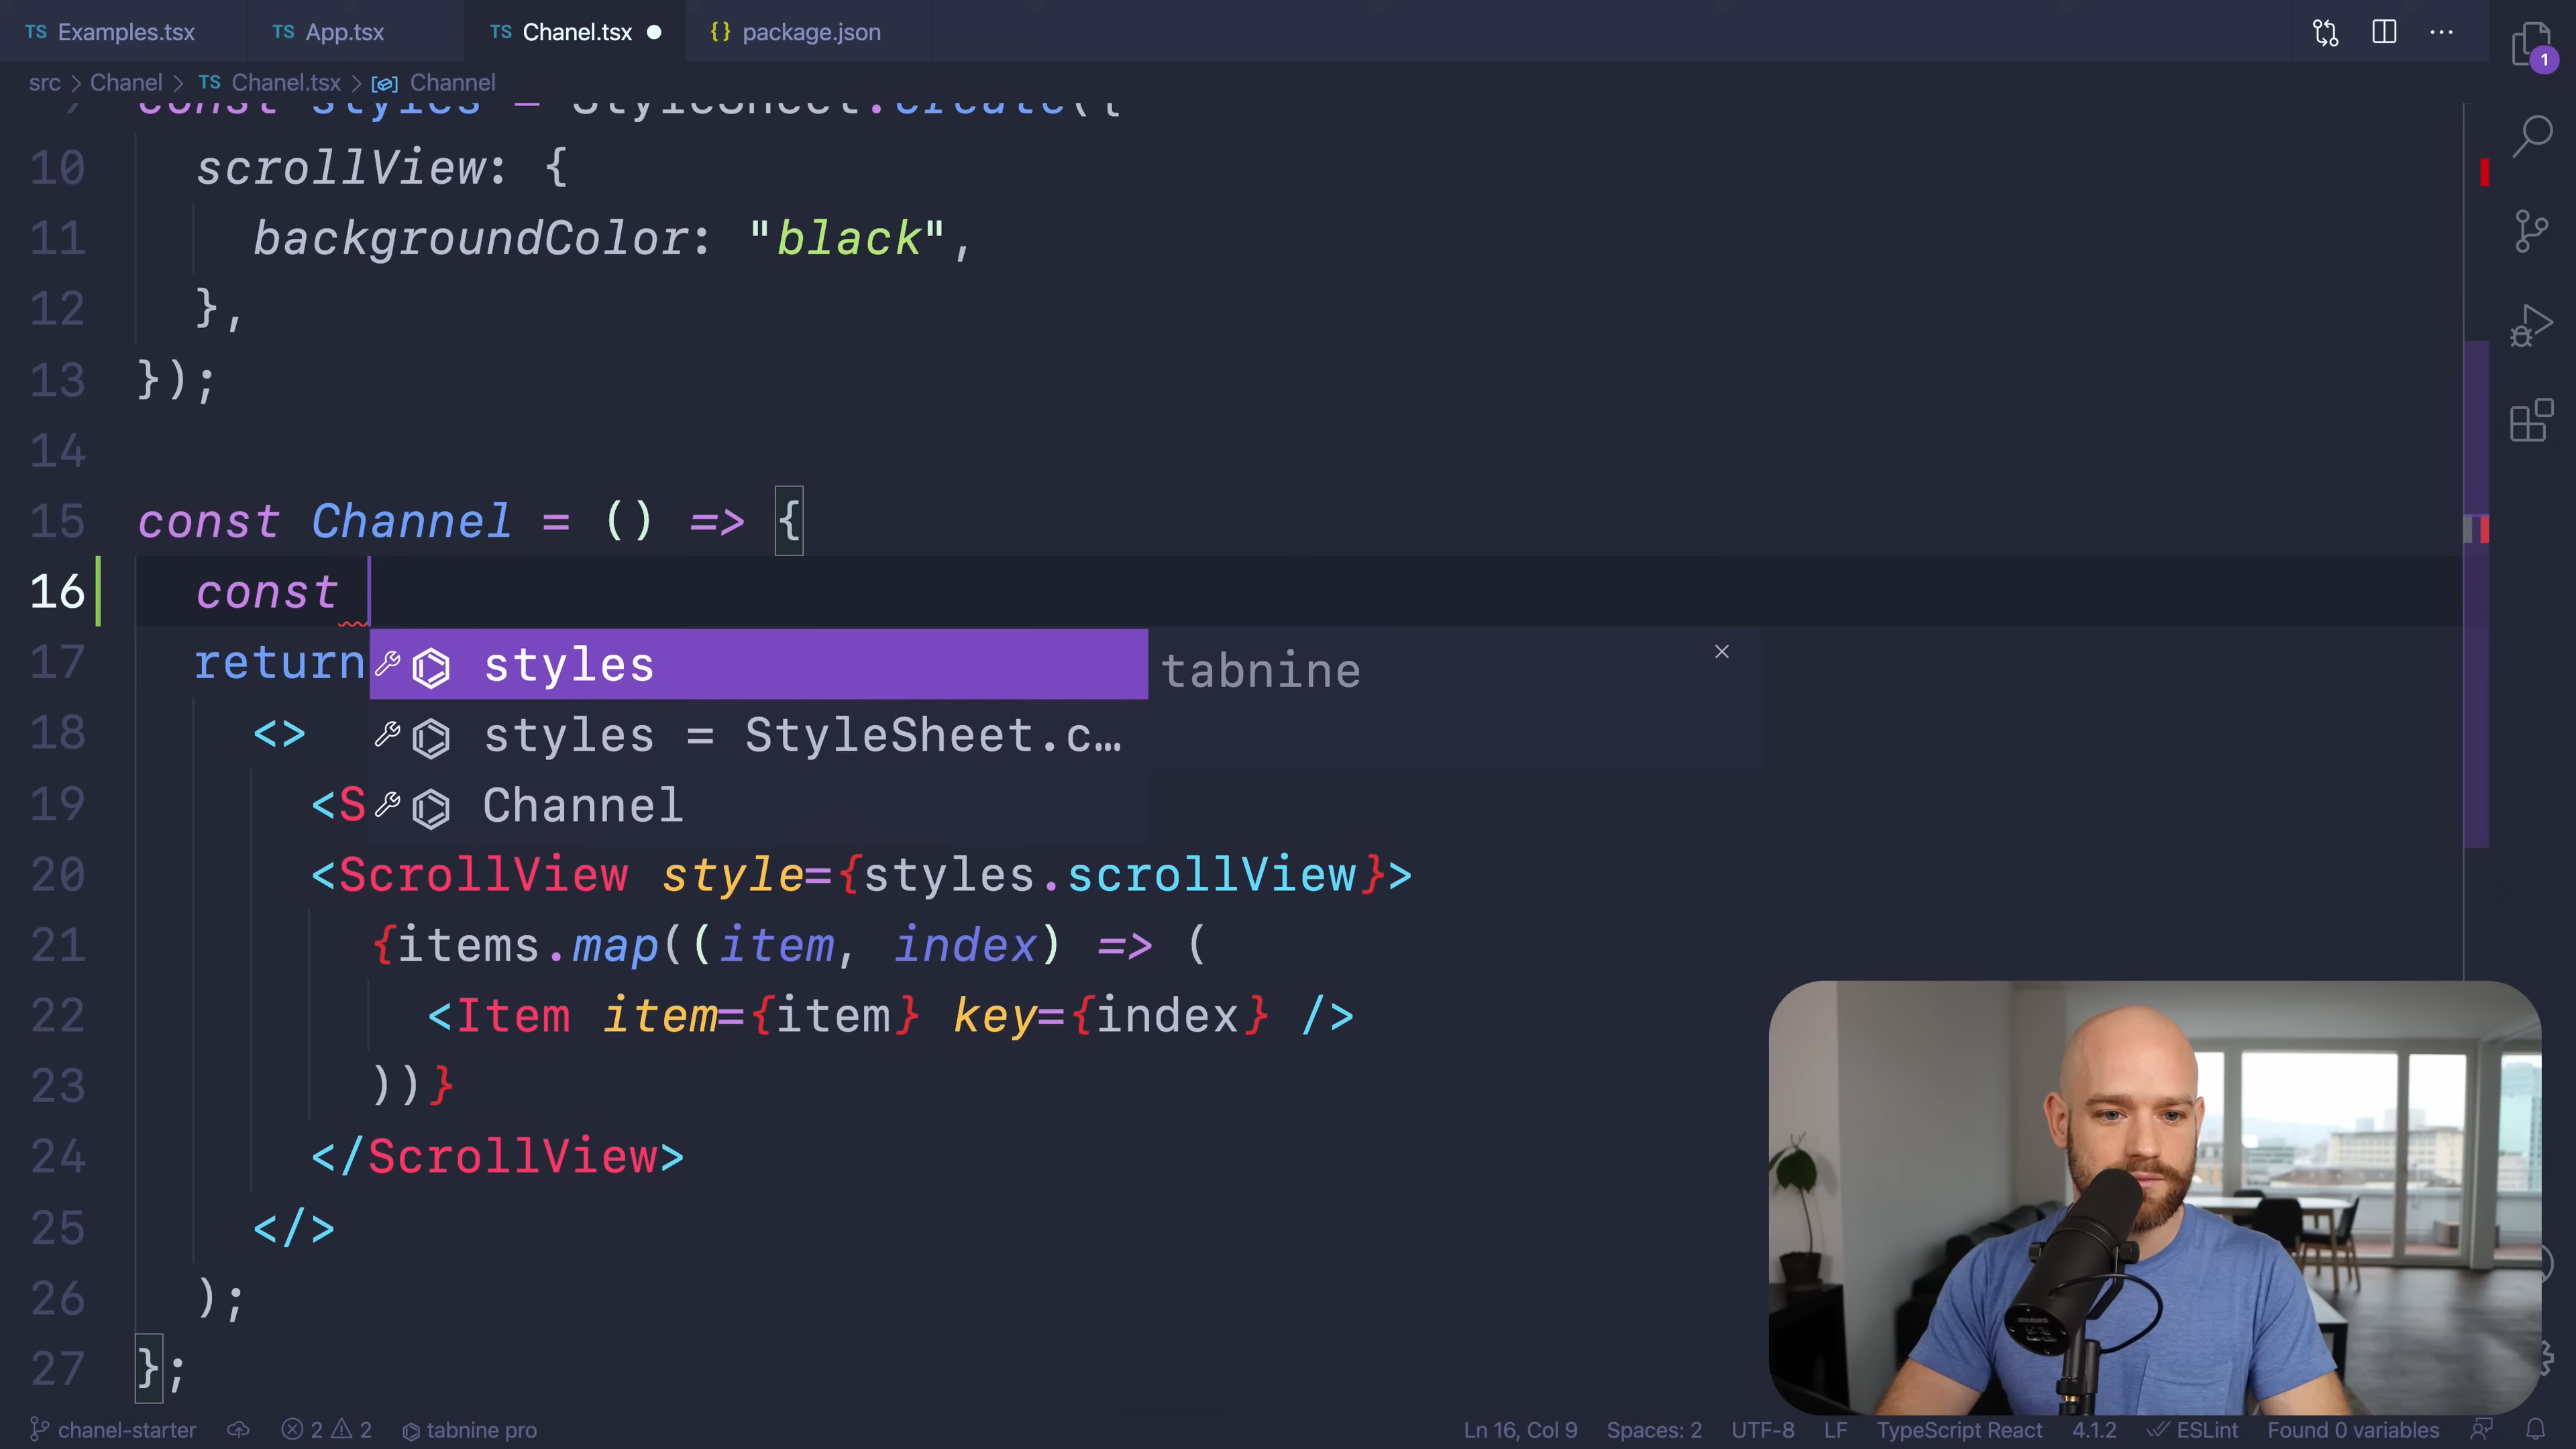 TS Examples.tsx TS App.tsx TS Chanel.tsx {} package.json
src > Chanel > TS Chanel.tsx > Channel
1
9 const styles = StyleSheet.create({
10 scrollView: {
11 backgroundColor: "black",
12 },
13 });
14
15 const Channel = () => {
16 const
17 return styles tabnine
18 <> styles = StyleSheet.c…
19 <S Channel
20 <ScrollView style={styles.scrollView}>
21 {items.map((item, index) => (
22 <Item item={item} key={index} />
23 ))}
24 </ScrollView>
25 </>
26 );
27 };
chanel-starter 2 2 tabnine pro Ln 16, Col 9 Spaces: 2 UTF-8 LF TypeScript React 4.1.2 ESLint Found 0 variables